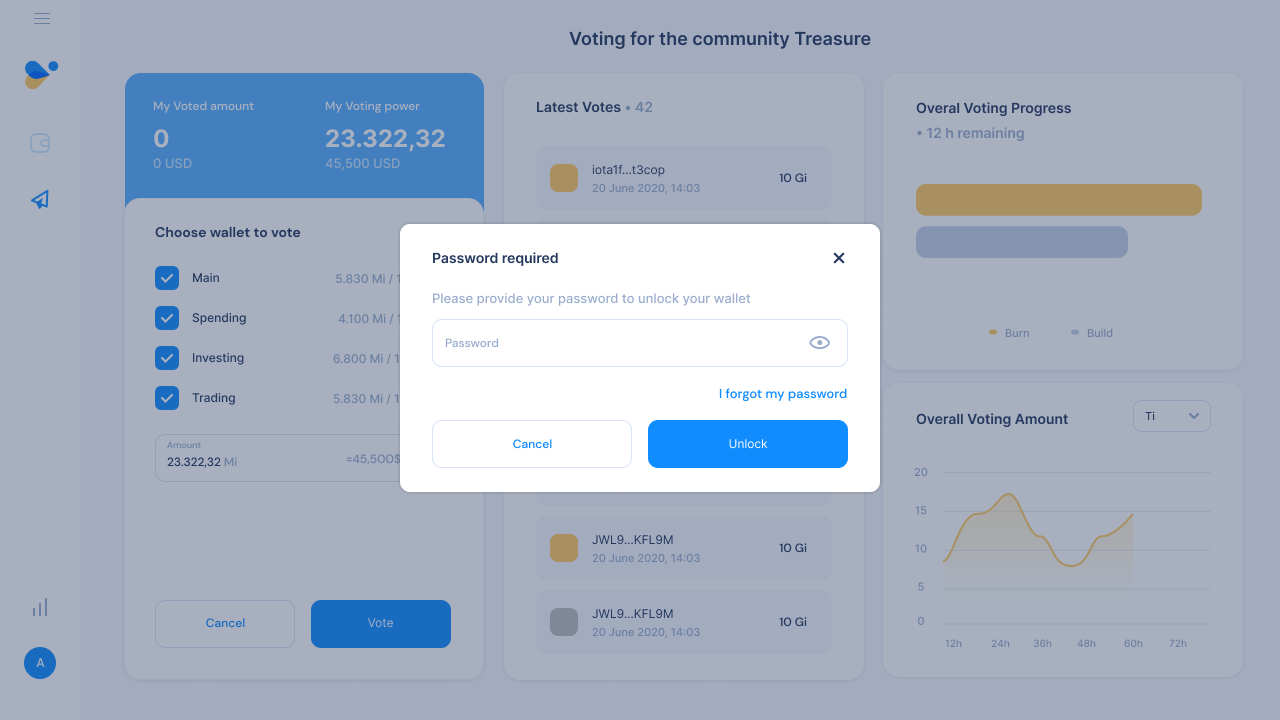 Voting for the community Treasure
My Voted amount
0
0 USD
My Voting power
23.322,32
45,500 USD
Choose wallet to vote
Main
5.830 Mi /
Spending
4.100 Mi /
Investing
6.800 Mi /
Trading
5.830 Mi /
Amount
23.322,32 Mi
≈45,500$
Cancel
Vote
Latest Votes • 42
iota1f...t3cop
20 June 2020, 14:03
10 Gi
JWL9...KFL9M
20 June 2020, 14:03
10 Gi
JWL9...KFL9M
20 June 2020, 14:03
10 Gi
Password required
Please provide your password to unlock your wallet
Password
I forgot my password
Cancel
Unlock
Overal Voting Progress
• 12 h remaining
Burn
Build
Overall Voting Amount
Ti
20
15
10
5
0
12h
24h
36h
48h
60h
72h
A